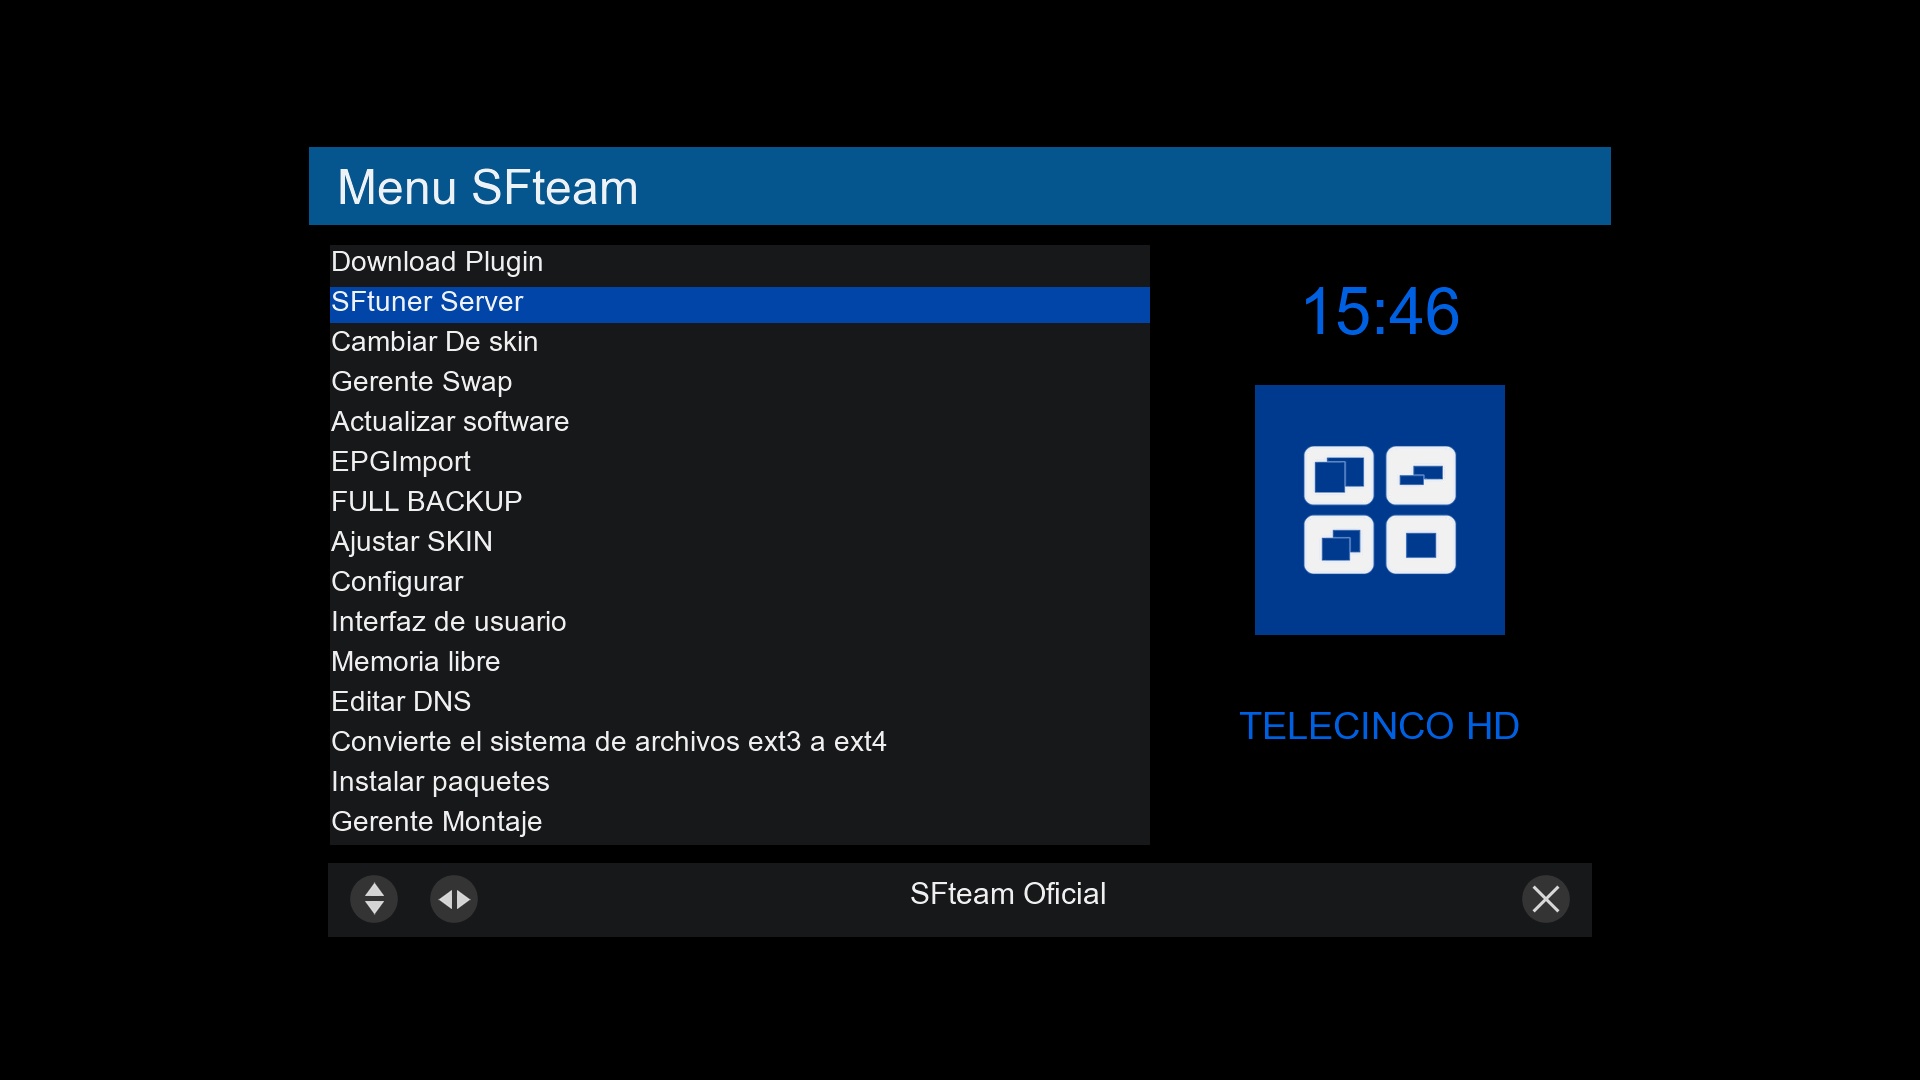 Menu SFteam
Download Plugin
SFtuner Server
Cambiar De skin
Gerente Swap
Actualizar software
EPGImport
FULL BACKUP
Ajustar SKIN
Configurar
Interfaz de usuario
Memoria libre
Editar DNS
Convierte el sistema de archivos ext3 a ext4
Instalar paquetes
Gerente Montaje
15:46
TELECINCO HD
SFteam Oficial